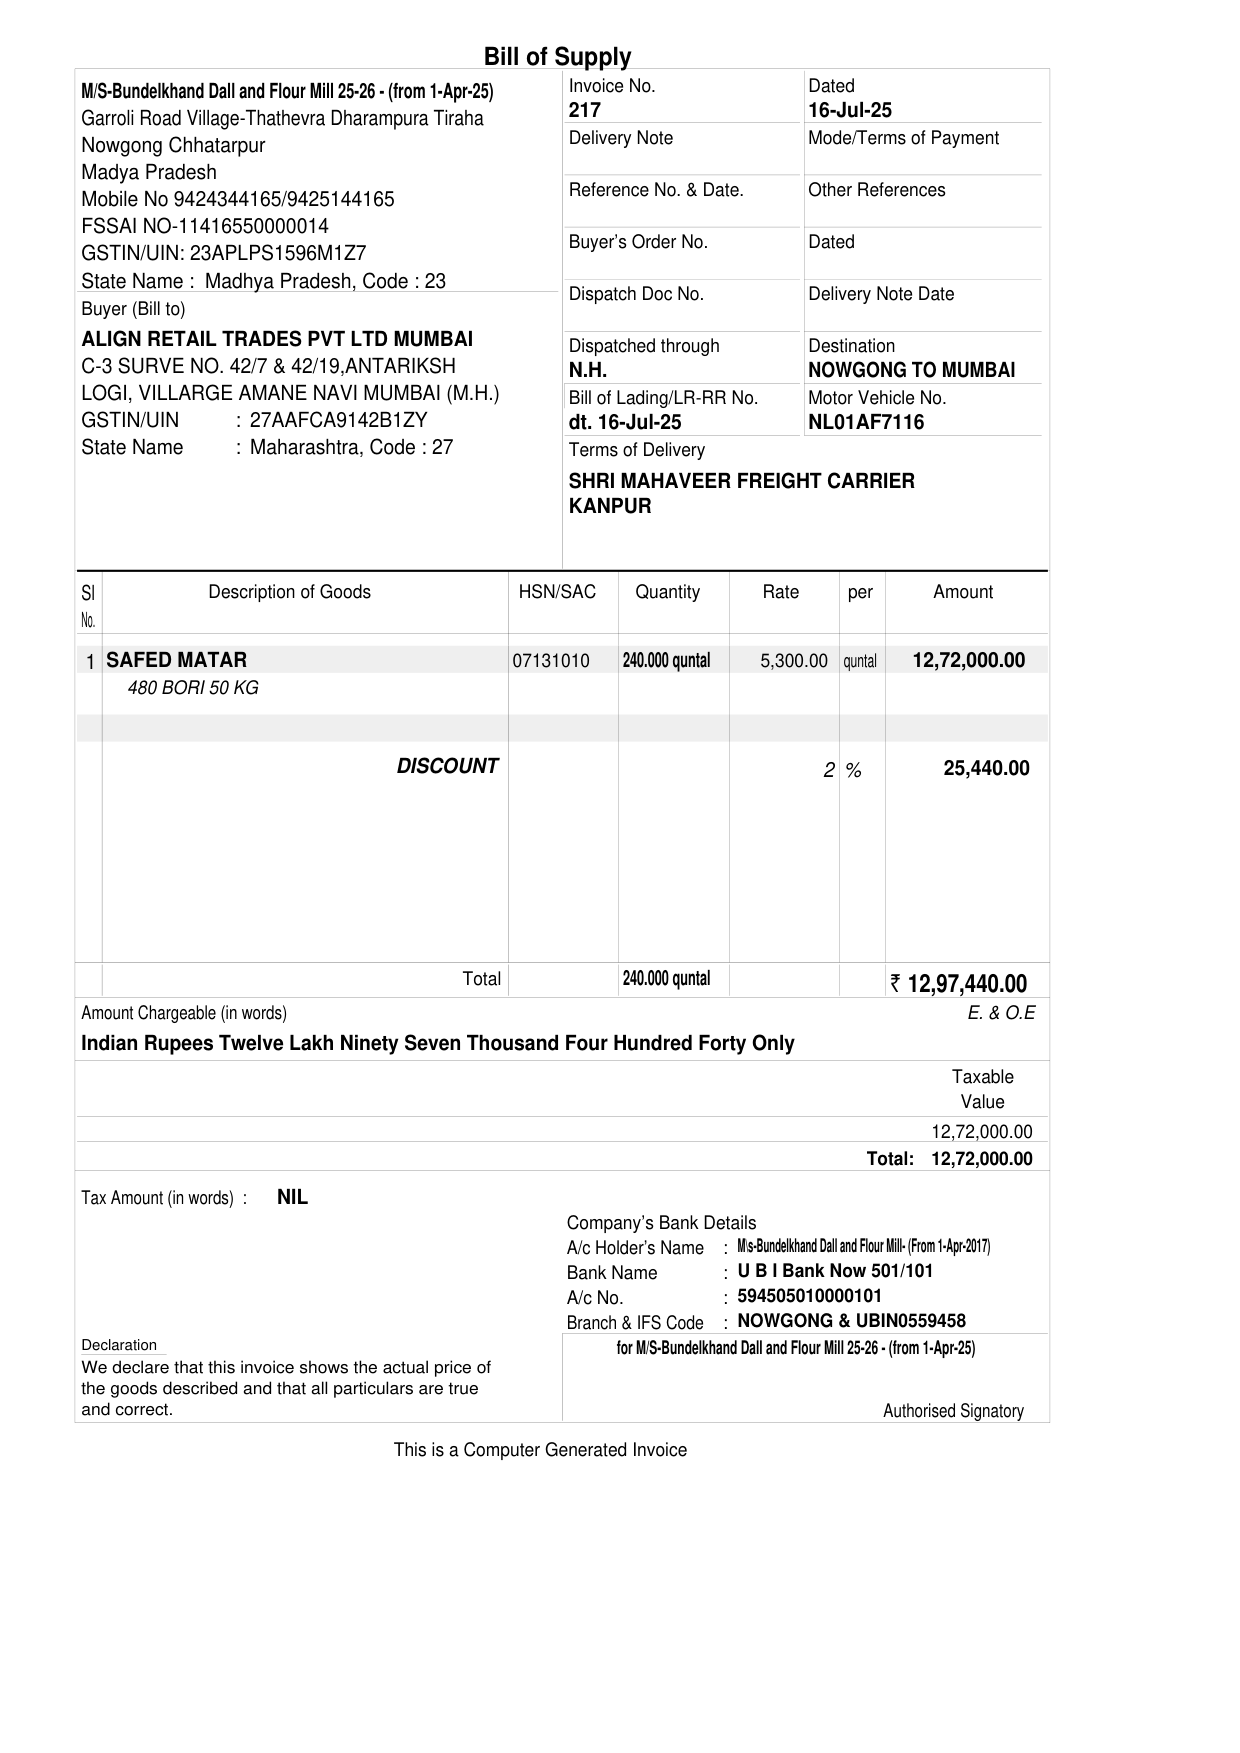 Bill of Supply
M/S-Bundelkhand Dall and Flour Mill 25-26 - (from 1-Apr-25)
Garroli Road Village-Thathevra Dharampura Tiraha
Nowgong Chhatarpur
Madya Pradesh
Mobile No 9424344165/9425144165
FSSAI NO-11416550000014
GSTIN/UIN: 23APLPS1596M1Z7
State Name : Madhya Pradesh, Code : 23
Buyer (Bill to)
ALIGN RETAIL TRADES PVT LTD MUMBAI
C-3 SURVE NO. 42/7 & 42/19,ANTARIKSH
LOGI, VILLARGE AMANE NAVI MUMBAI (M.H.)
GSTIN/UIN : 27AAFCA9142B1ZY
State Name : Maharashtra, Code : 27
Invoice No. Dated
217 16-Jul-25
Delivery Note Mode/Terms of Payment
Reference No. & Date. Other References
Buyer's Order No. Dated
Dispatch Doc No. Delivery Note Date
Dispatched through Destination
N.H. NOWGONG TO MUMBAI
Bill of Lading/LR-RR No. Motor Vehicle No.
dt. 16-Jul-25 NL01AF7116
Terms of Delivery
SHRI MAHAVEER FREIGHT CARRIER
KANPUR
Sl Description of Goods HSN/SAC Quantity Rate per Amount
No.
1 SAFED MATAR 07131010 240.000 quntal 5,300.00 quntal 12,72,000.00
480 BORI 50 KG
DISCOUNT 2 % 25,440.00
Total 240.000 quntal ₹ 12,97,440.00
Amount Chargeable (in words) E. & O.E
Indian Rupees Twelve Lakh Ninety Seven Thousand Four Hundred Forty Only
Taxable
Value
12,72,000.00
Total: 12,72,000.00
Tax Amount (in words) : NIL
Company's Bank Details
A/c Holder's Name : M\s-Bundelkhand Dall and Flour Mill- (From 1-Apr-2017)
Bank Name : U B I Bank Now 501/101
A/c No. : 594505010000101
Branch & IFS Code : NOWGONG & UBIN0559458
Declaration
We declare that this invoice shows the actual price of
the goods described and that all particulars are true
and correct.
for M/S-Bundelkhand Dall and Flour Mill 25-26 - (from 1-Apr-25)
Authorised Signatory
This is a Computer Generated Invoice